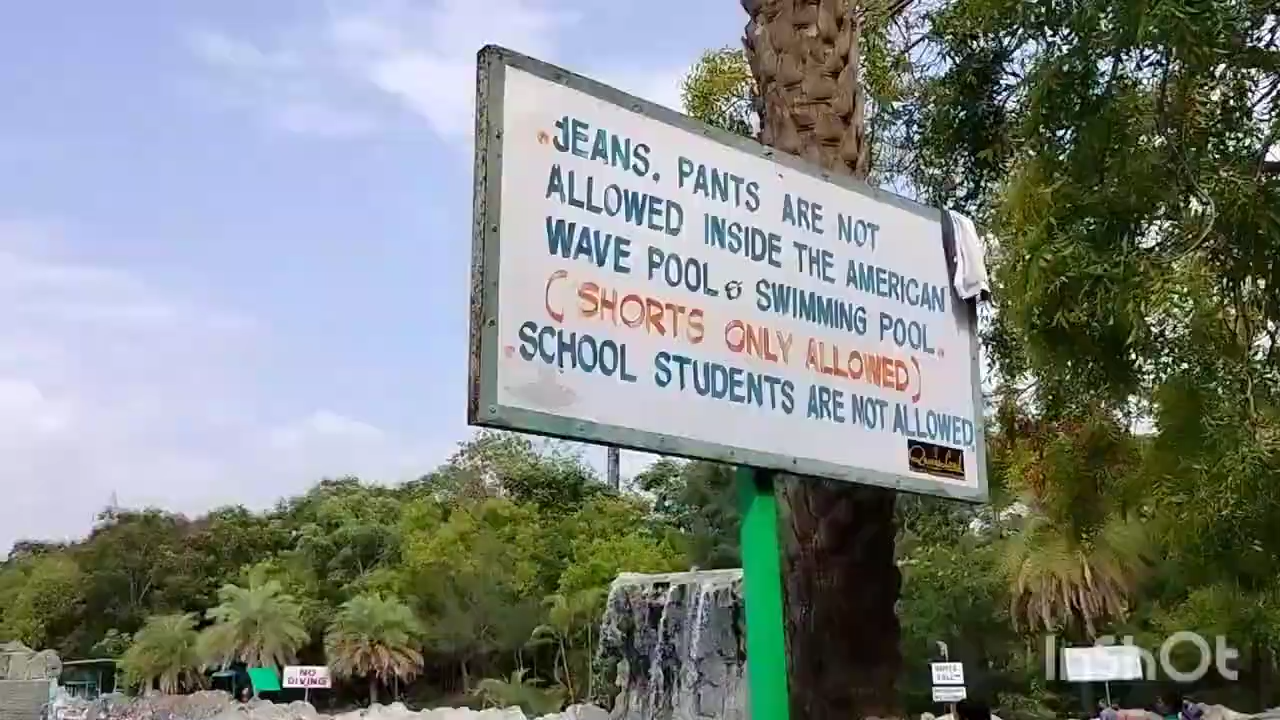 JEANS. PANTS ARE NOT
ALLOWED INSIDE THE AMERICAN
WAVE POOL & SWIMMING POOL.
(SHORTS ONLY ALLOWED)
SCHOOL STUDENTS ARE NOT ALLOWED
NO
DIVING
InShOt